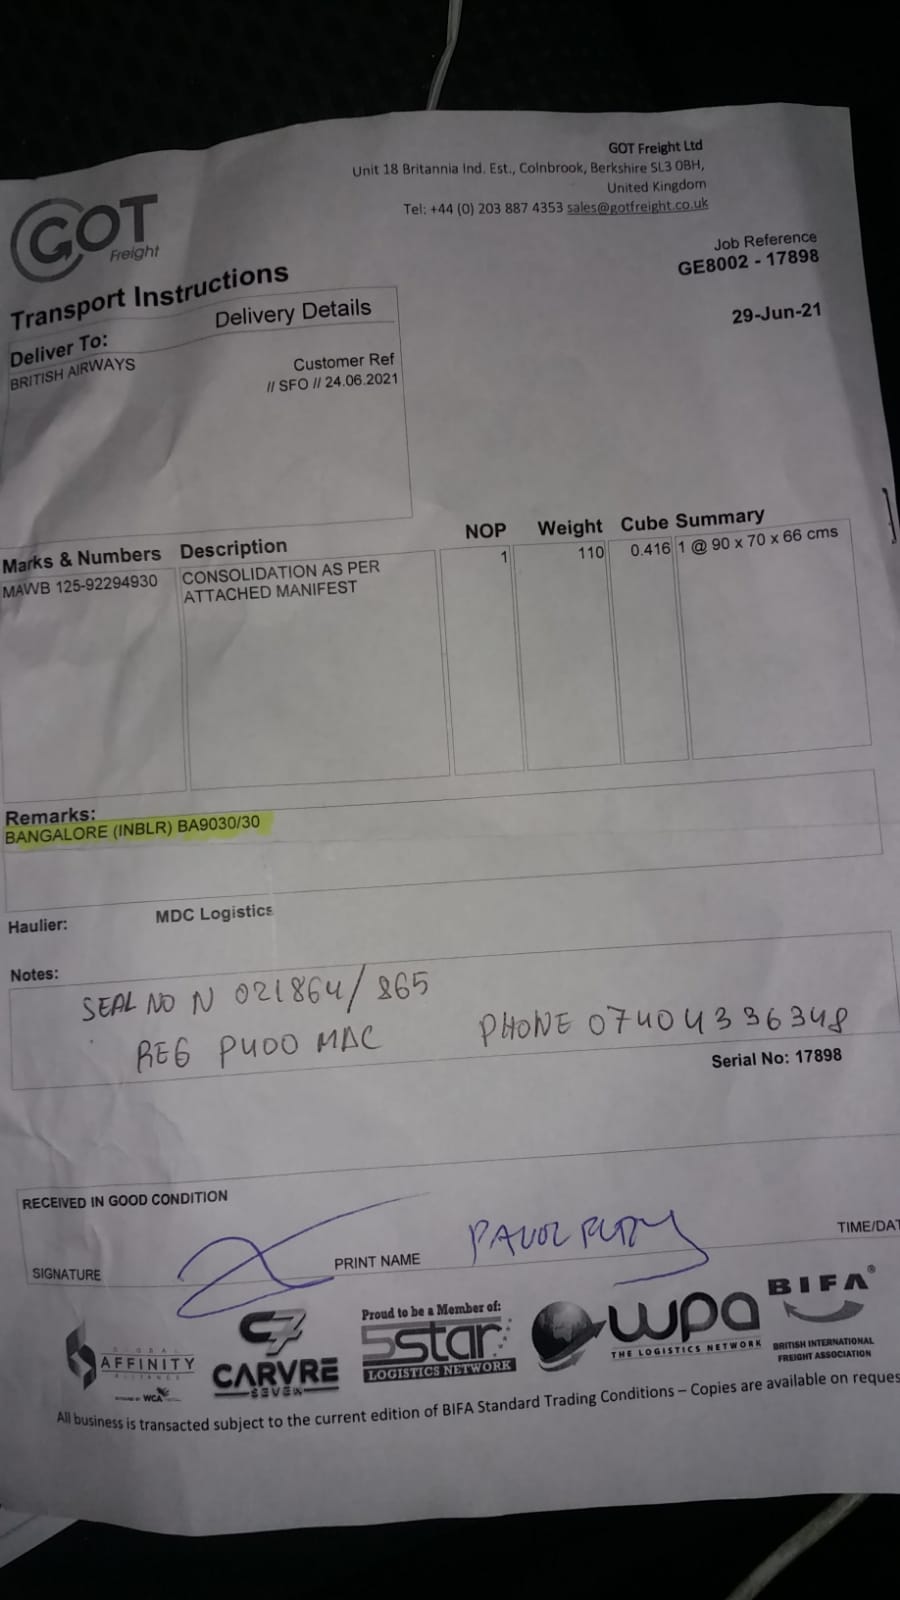 GOT Freight Ltd
Unit 18 Britannia Ind. Est., Colnbrook, Berkshire SL3 0BH,
United Kingdom
Tel: +44 (0) 203 887 4353 sales@gotfreight.co.uk
GOT
Freight
Job Reference
GE8002 - 17898
29-Jun-21
Transport Instructions
Delivery Details
Deliver To:
BRITISH AIRWAYS
Customer Ref
// SFO // 24.06.2021
Marks & Numbers Description NOP Weight Cube Summary
MAWB 125-92294930 CONSOLIDATION AS PER 1 110 0.416 1 @ 90 x 70 x 66 cms
ATTACHED MANIFEST
Remarks:
BANGALORE (INBLR) BA9030/30
Haulier: MDC Logistics
Notes:
SEAL NO N 021864/865
REG P400 MAC PHONE 07404336348
Serial No: 17898
RECEIVED IN GOOD CONDITION
SIGNATURE PRINT NAME PAVOL TIME/DAT
GLOBAL
AFFINITY
ALLIANCE
WCA
C7
CARVRE
SEVEN
Proud to be a Member of:
5star
LOGISTICS NETWORK
wpa
THE LOGISTICS NETWORK
BIFA®
BRITISH INTERNATIONAL
FREIGHT ASSOCIATION
All business is transacted subject to the current edition of BIFA Standard Trading Conditions – Copies are available on reques